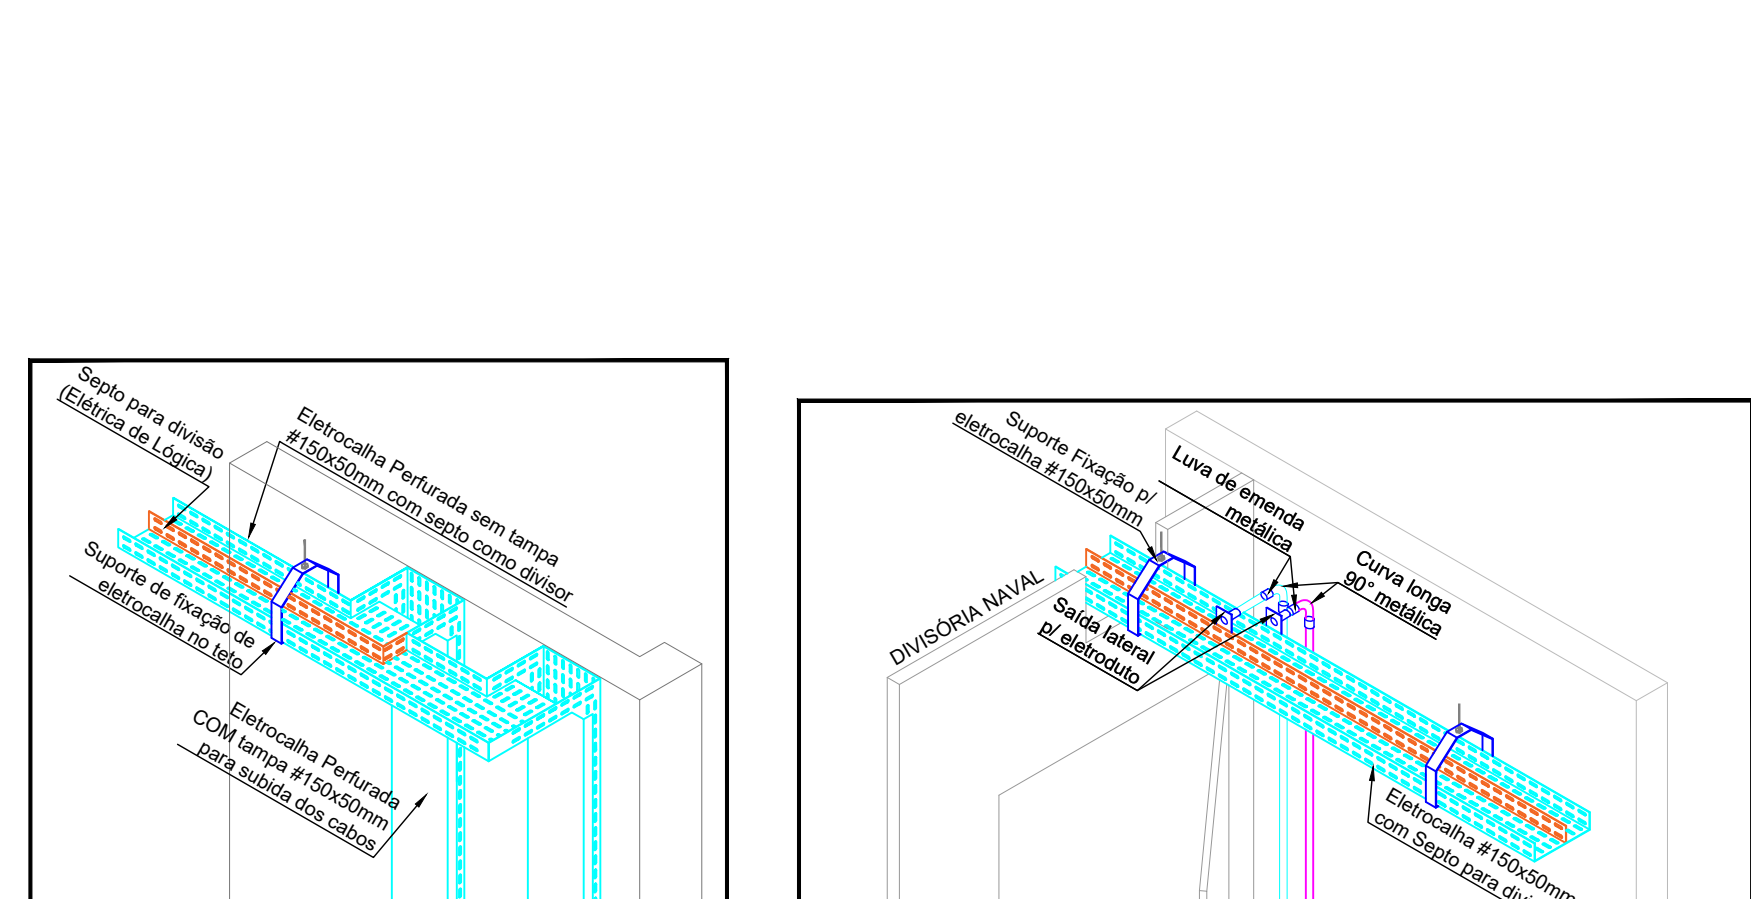 Septo para divisão
(Elétrica de Lógica)
Eletrocalha Perfurada sem tampa
#150x50mm com septo como divisor
Suporte de fixação de
eletrocalha no teto
Eletrocalha Perfurada
COM tampa #150x50mm
para subida dos cabos
Suporte Fixação p/
eletrocalha #150x50mm
Luva de emenda
metálica
Curva longa
90° metálica
DIVISÓRIA NAVAL
Saída lateral
p/ eletroduto
Eletrocalha #150x50mm
com Septo para